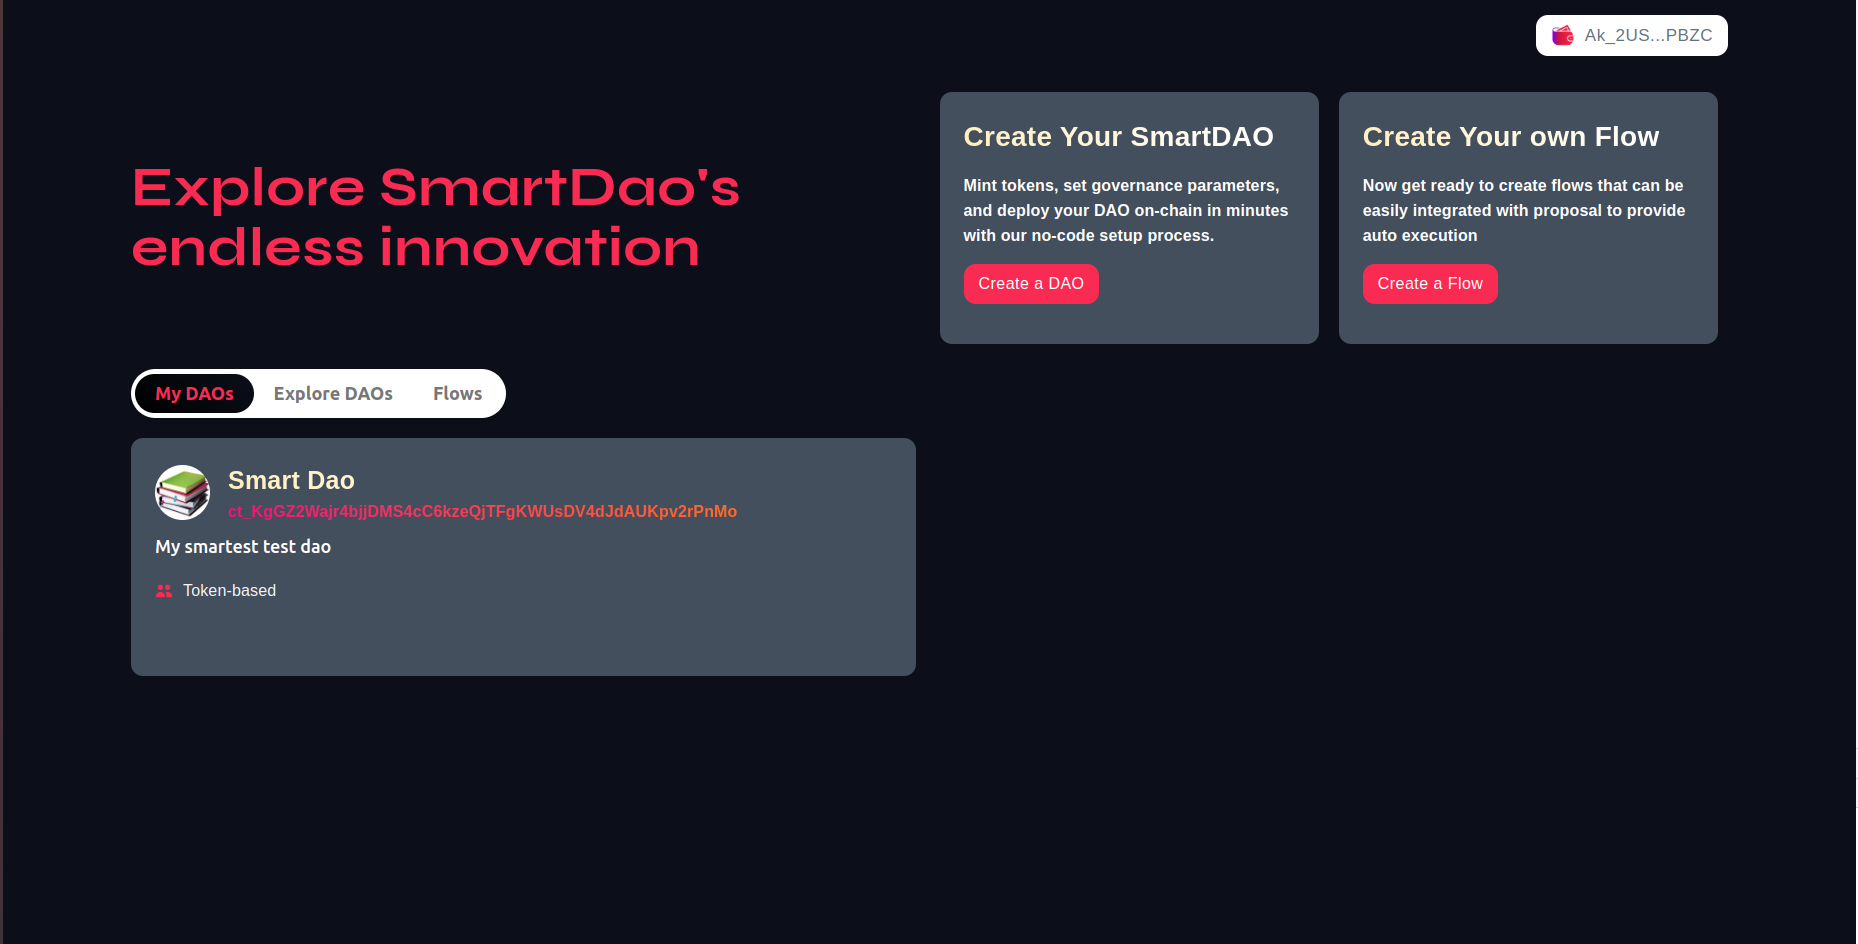 Ak_2US...PBZC
Explore SmartDao's
endless innovation
Create Your SmartDAO
Mint tokens, set governance parameters,
and deploy your DAO on-chain in minutes
with our no-code setup process.
Create a DAO
Create Your own Flow
Now get ready to create flows that can be
easily integrated with proposal to provide
auto execution
Create a Flow
My DAOs
Explore DAOs
Flows
Smart Dao
ct_KgGZ2Wajr4bjjDMS4cC6kzeQjTFgKWUsDV4dJdAUKpv2rPnMo
My smartest test dao
Token-based